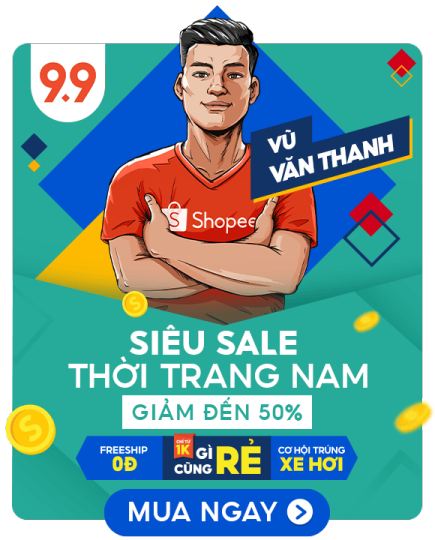 9.9
VŨ
VĂN THANH
S Shopee
SIÊU SALE
THỜI TRANG NAM
GIẢM ĐẾN 50%
FREESHIP
0Đ
CHỈ TỪ
1K
GÌ
CŨNG
RẺ
CƠ HỘI TRÚNG
XE HƠI
MUA NGAY